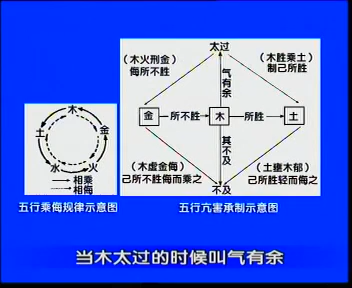 太过
（木火刑金）
侮所不胜
（木胜乘土）
制己所胜
气有余
金
所不胜
木
所胜
土
其不及
（木虚金侮）
己所不胜侮而乘之
（土壅木郁）
己所胜轻而侮之
不及
木
土
金
水
火
相乘
相侮
五行乘侮规律示意图
五行亢害承制示意图
当木太过的时候叫气有余